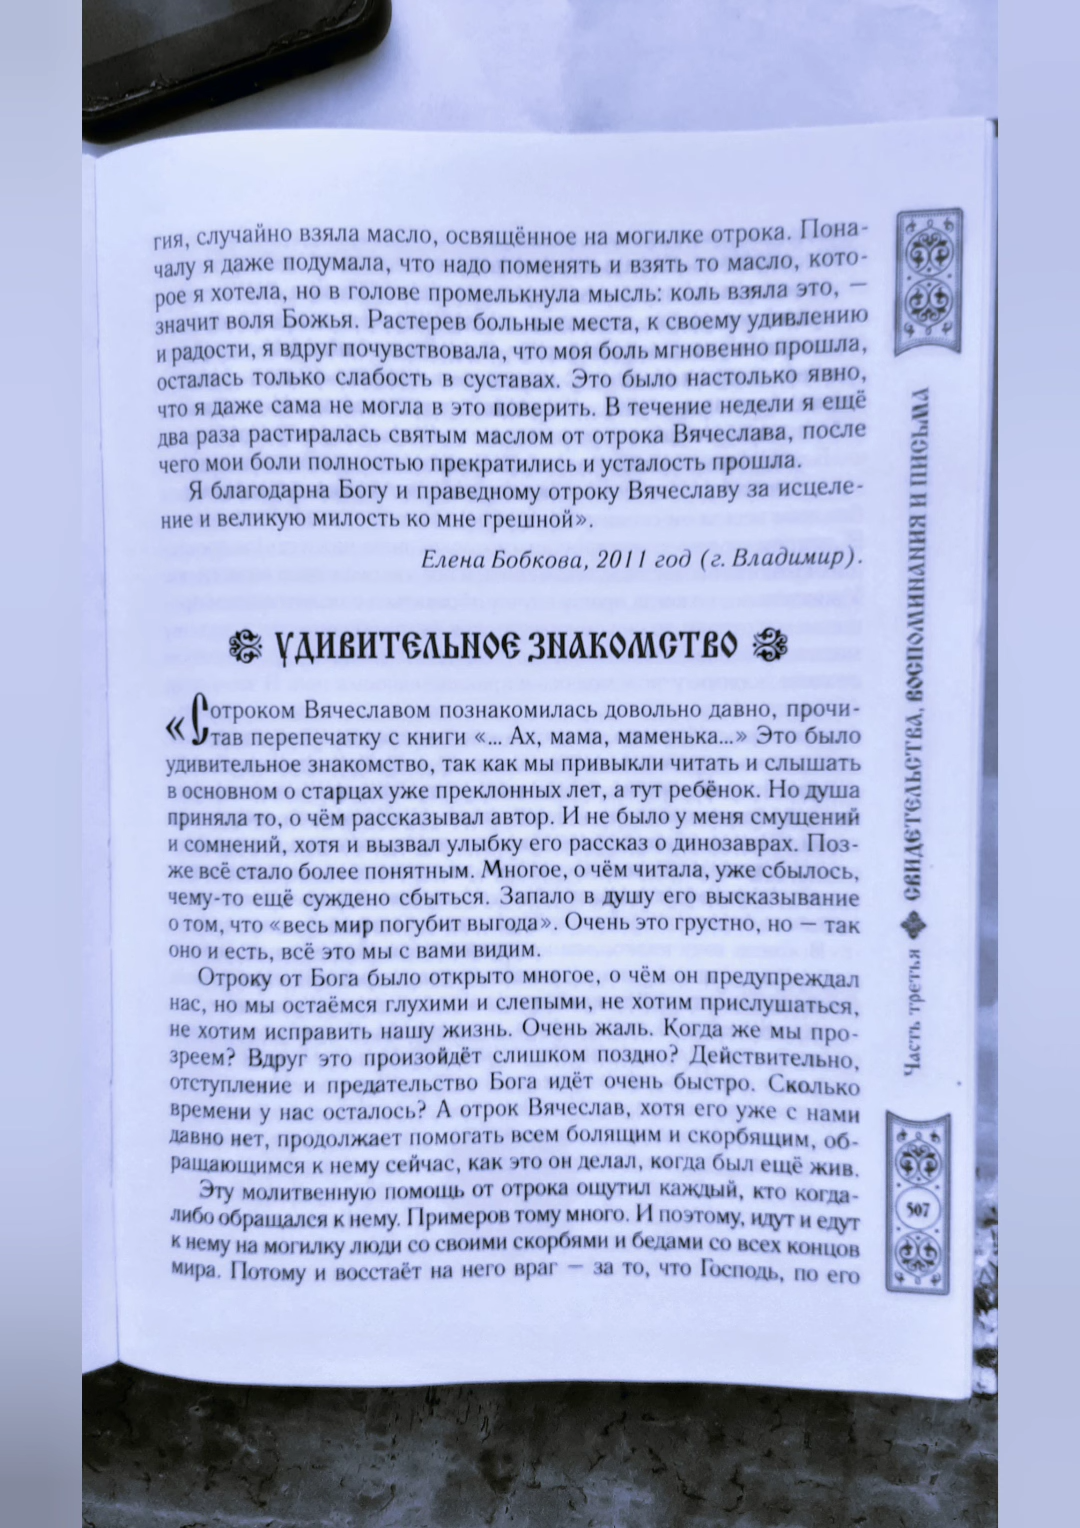 гия, случайно взяла масло, освящённое на могилке отрока. Пона-
чалу я даже подумала, что надо поменять и взять то масло, кото-
рое я хотела, но в голове промелькнула мысль: коль взяла это, —
значит воля Божья. Растерев больные места, к своему удивлению
и радости, я вдруг почувствовала, что моя боль мгновенно прошла,
осталась только слабость в суставах. Это было настолько явно,
что я даже сама не могла в это поверить. В течение недели я ещё
два раза растиралась святым маслом от отрока Вячеслава, после
чего мои боли полностью прекратились и усталость прошла.
Я благодарна Богу и праведному отроку Вячеславу за исцеле-
ние и великую милость ко мне грешной».
Елена Бобкова, 2011 год (г. Владимир).
УДИВИТЕЛЬНОЕ ЗНАКОМСТВО
«С отроком Вячеславом познакомилась довольно давно, прочи-
тав перепечатку с книги «... Ах, мама, маменька...» Это было
удивительное знакомство, так как мы привыкли читать и слышать
в основном о старцах уже преклонных лет, а тут ребёнок. Но душа
приняла то, о чём рассказывал автор. И не было у меня смущений
и сомнений, хотя и вызвал улыбку его рассказ о динозаврах. Поз-
же всё стало более понятным. Многое, о чём читала, уже сбылось,
чему-то ещё суждено сбыться. Запало в душу его высказывание
о том, что «весь мир погубит выгода». Очень это грустно, но — так
оно и есть, всё это мы с вами видим.
Отроку от Бога было открыто многое, о чём он предупреждал
нас, но мы остаёмся глухими и слепыми, не хотим прислушаться,
не хотим исправить нашу жизнь. Очень жаль. Когда же мы про-
зреем? Вдруг это произойдёт слишком поздно? Действительно,
отступление и предательство Бога идёт очень быстро. Сколько
времени у нас осталось? А отрок Вячеслав, хотя его уже с нами
давно нет, продолжает помогать всем болящим и скорбящим, об-
ращающимся к нему сейчас, как это он делал, когда был ещё жив.
Эту молитвенную помощь от отрока ощутил каждый, кто когда-
либо обращался к нему. Примеров тому много. И поэтому, идут и едут
к нему на могилку люди со своими скорбями и бедами со всех концов
мира. Потому и восстаёт на него враг — за то, что Господь, по его
Часть третья СВИДЕТЕЛЬСТВА, ВОСПОМИНАНИЯ И ПИСЬМА
507